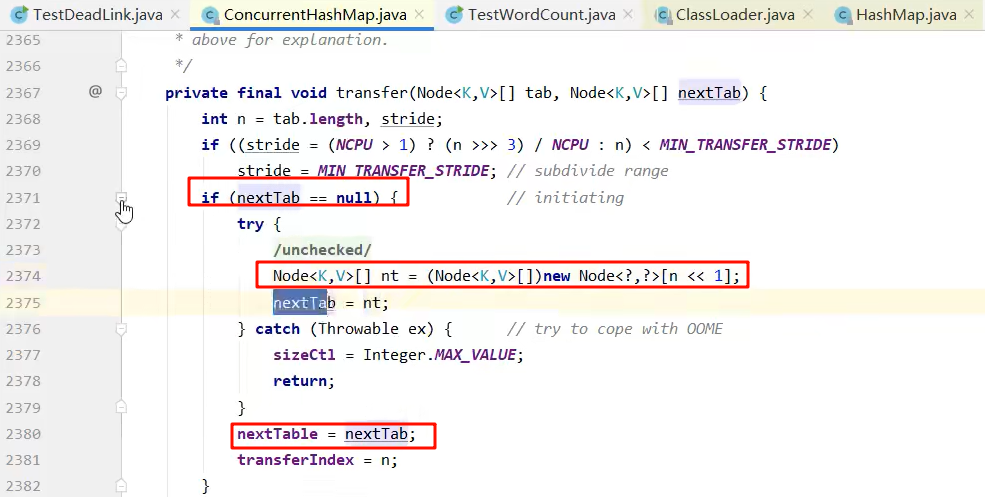 TestDeadLink.java ConcurrentHashMap.java TestWordCount.java ClassLoader.java HashMap.java
2365 * above for explanation.
2366 */
2367 @ private final void transfer(Node<K,V>[] tab, Node<K,V>[] nextTab) {
2368 int n = tab.length, stride;
2369 if ((stride = (NCPU > 1) ? (n >>> 3) / NCPU : n) < MIN_TRANSFER_STRIDE)
2370 stride = MIN_TRANSFER_STRIDE; // subdivide range
2371 if (nextTab == null) { // initiating
2372 try {
2373 /unchecked/
2374 Node<K,V>[] nt = (Node<K,V>[])new Node<?,?>[n << 1];
2375 nextTab = nt;
2376 } catch (Throwable ex) { // try to cope with OOME
2377 sizeCtl = Integer.MAX_VALUE;
2378 return;
2379 }
2380 nextTable = nextTab;
2381 transferIndex = n;
2382 }